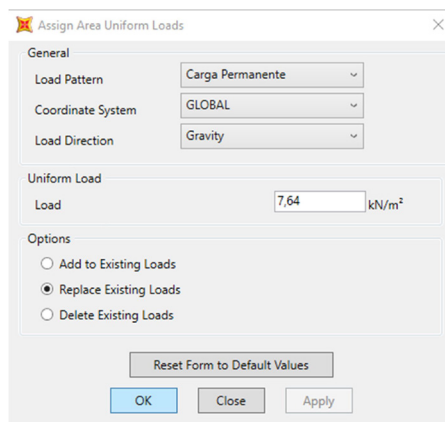 Assign Area Uniform Loads
General
Load Pattern Carga Permanente
Coordinate System GLOBAL
Load Direction Gravity
Uniform Load
Load 7,64 kN/m²
Options
Add to Existing Loads
Replace Existing Loads
Delete Existing Loads
Reset Form to Default Values
OK Close Apply